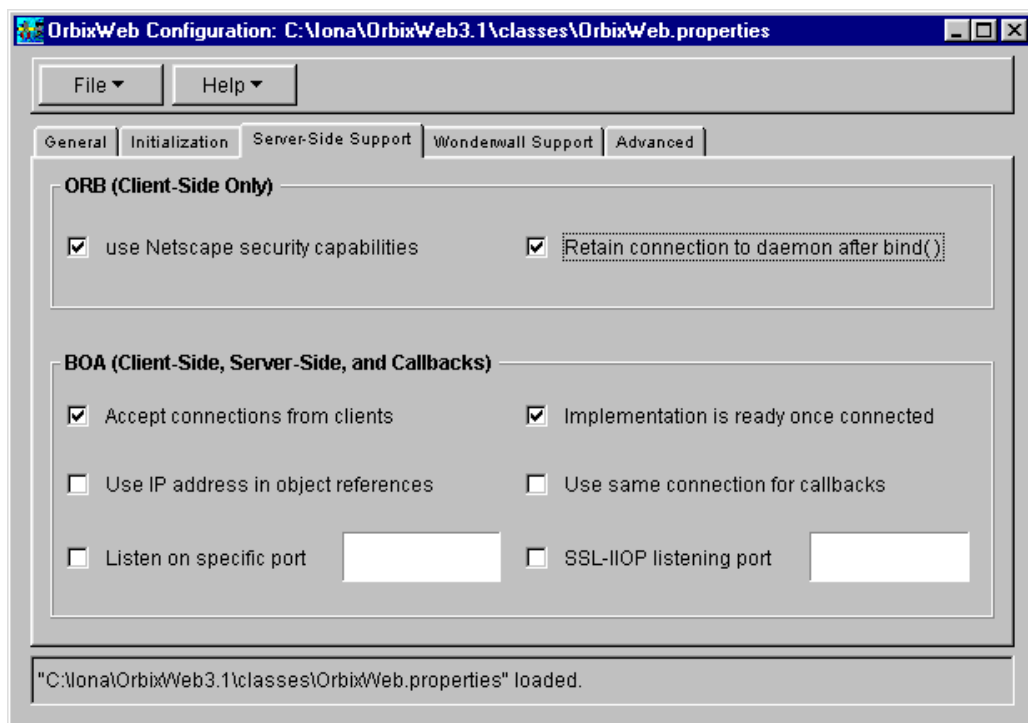 OrbixWeb Configuration: C:\Iona\OrbixWeb3.1\classes\OrbixWeb.properties
File Help
General Initialization Server-Side Support Wonderwall Support Advanced
ORB (Client-Side Only)
use Netscape security capabilities Retain connection to daemon after bind()
BOA (Client-Side, Server-Side, and Callbacks)
Accept connections from clients Implementation is ready once connected
Use IP address in object references Use same connection for callbacks
Listen on specific port SSL-IIOP listening port
"C:\Iona\OrbixWeb3.1\classes\OrbixWeb.properties" loaded.